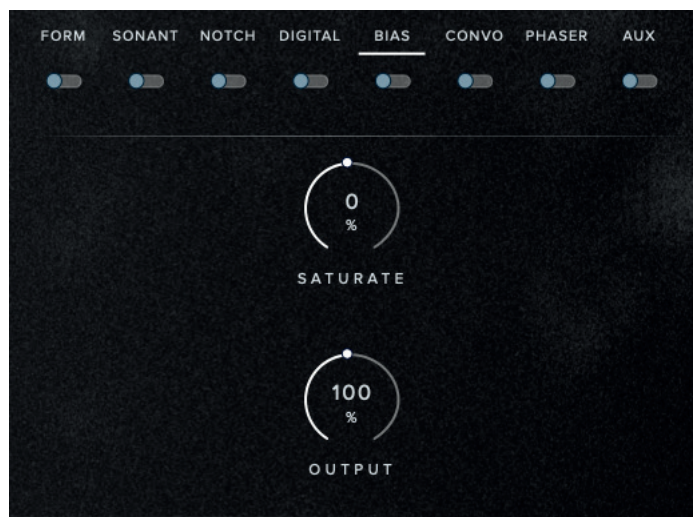 FORM SONANT NOTCH DIGITAL BIAS CONVO PHASER AUX
0
%
SATURATE
100
%
OUTPUT